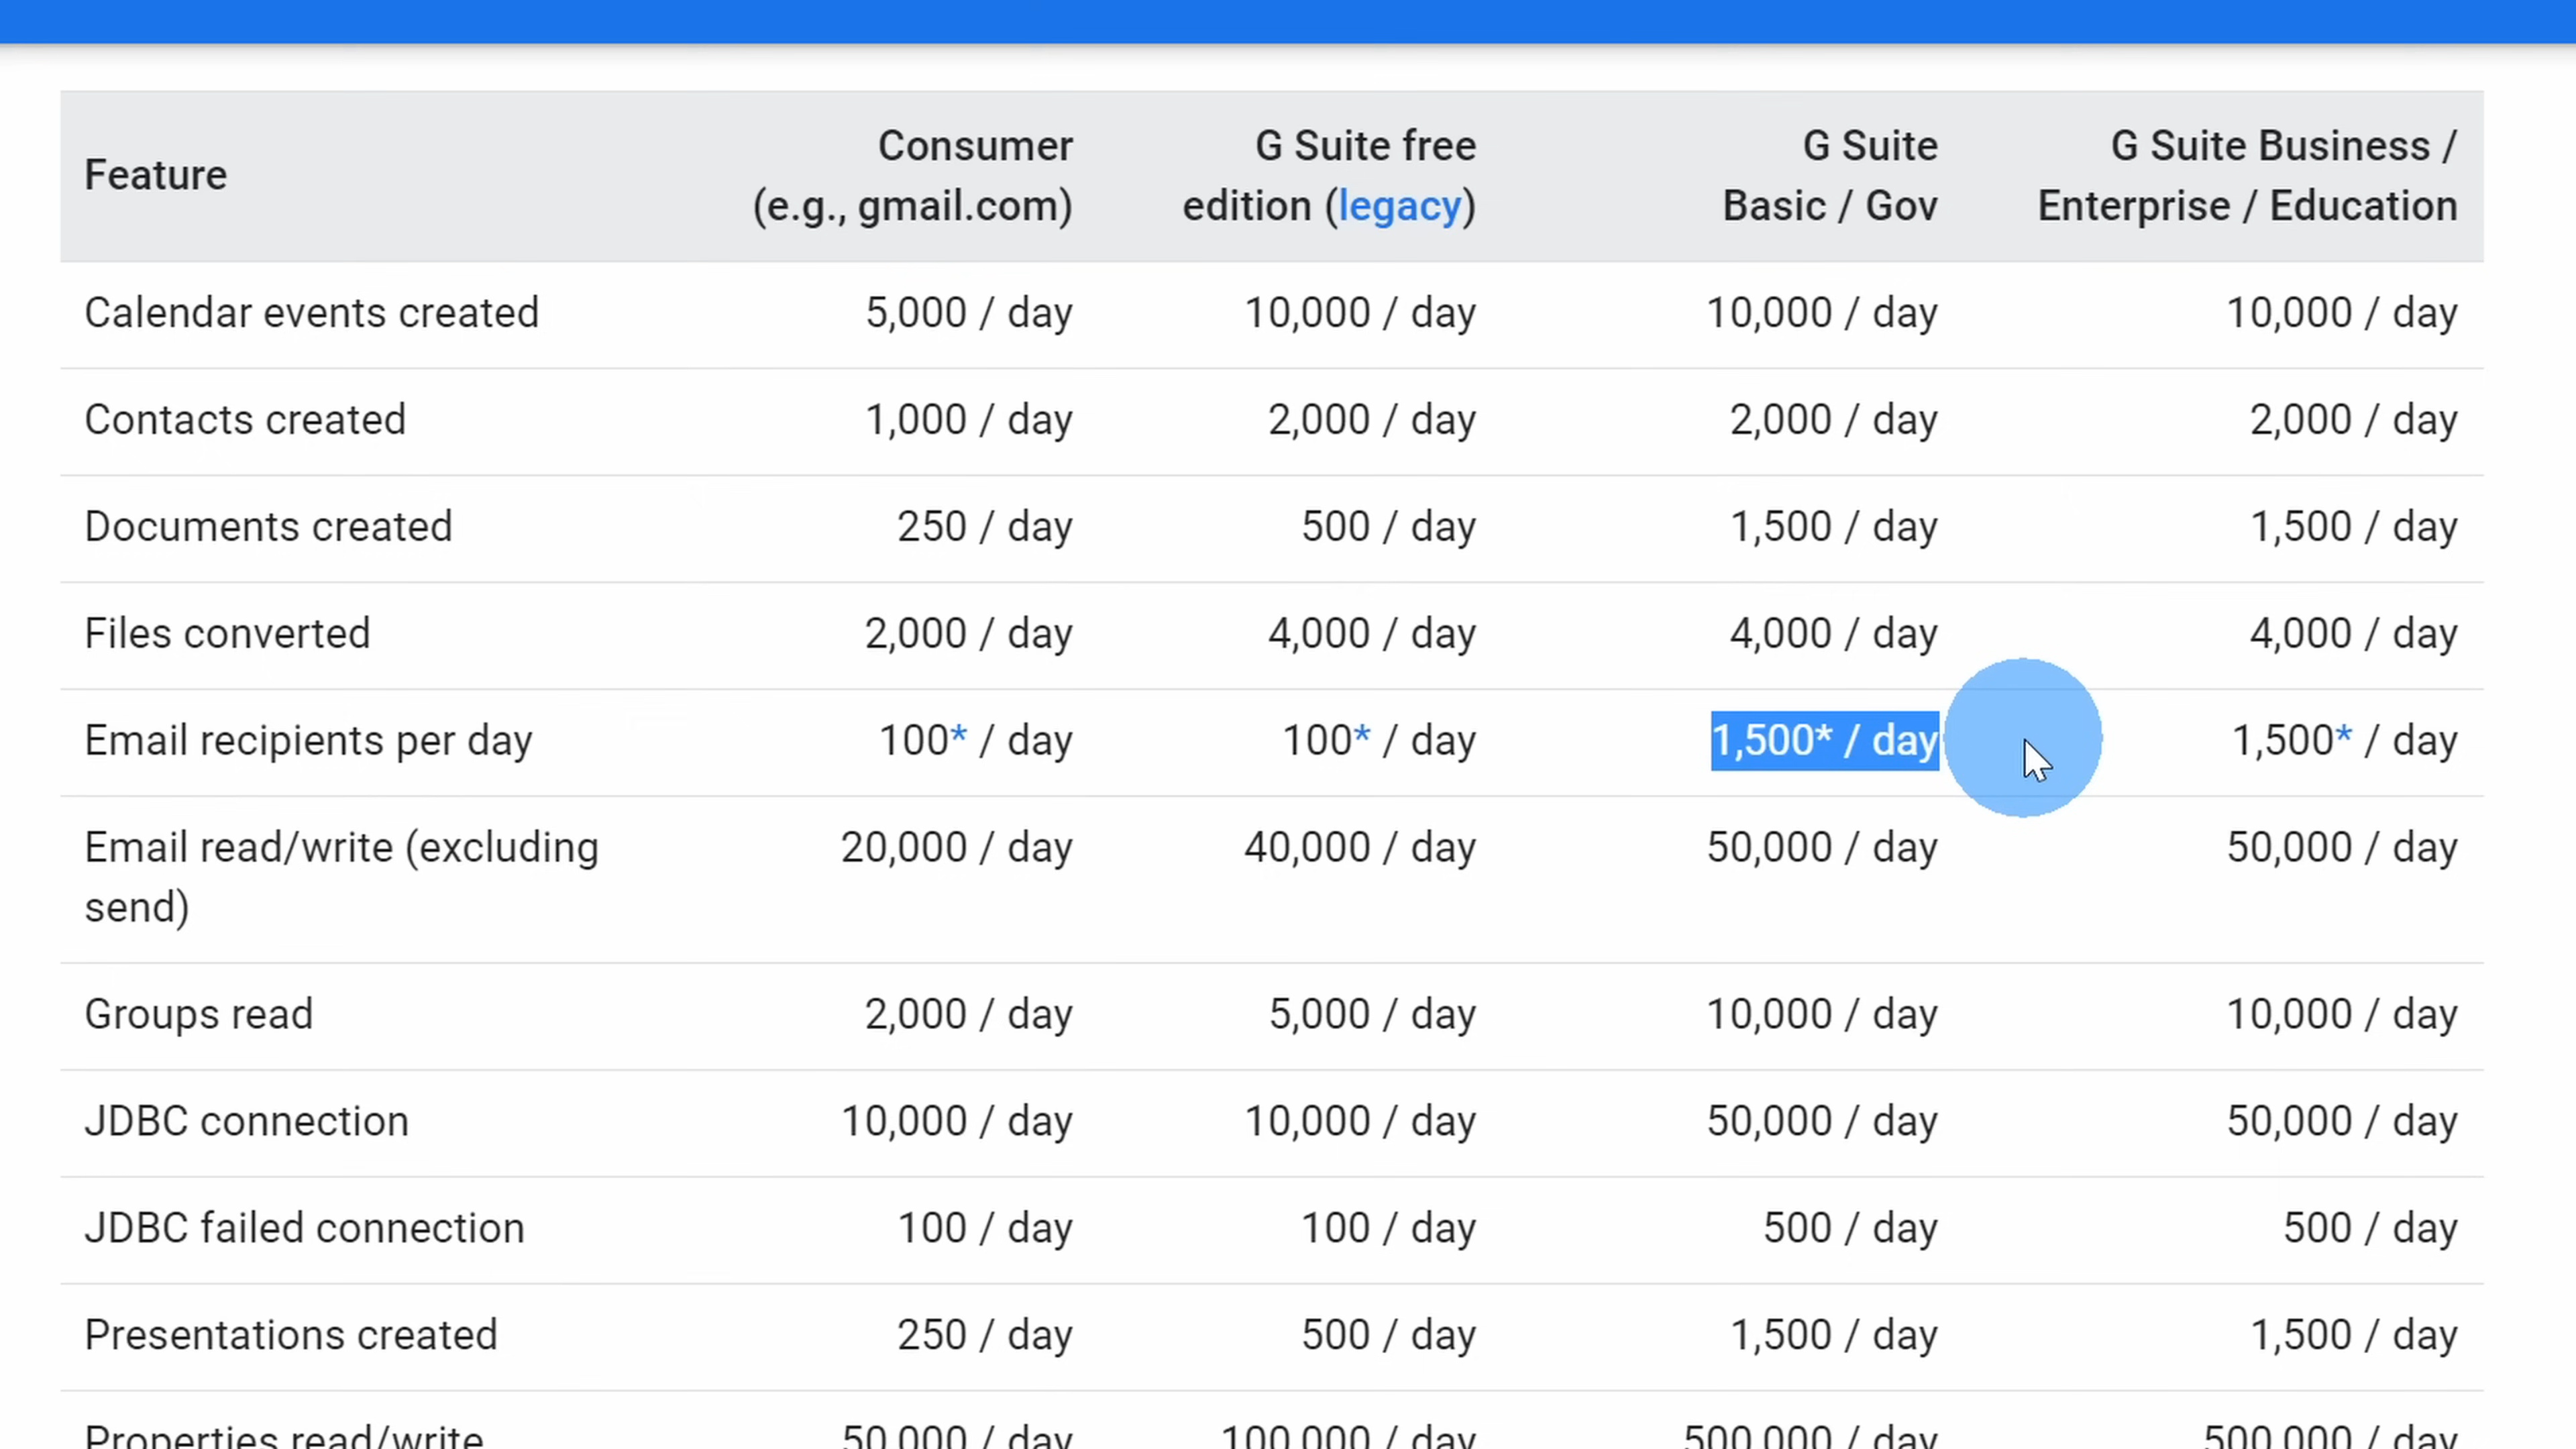 Feature Consumer (e.g., gmail.com) G Suite free edition (legacy) G Suite Basic / Gov G Suite Business / Enterprise / Education
Calendar events created 5,000 / day 10,000 / day 10,000 / day 10,000 / day
Contacts created 1,000 / day 2,000 / day 2,000 / day 2,000 / day
Documents created 250 / day 500 / day 1,500 / day 1,500 / day
Files converted 2,000 / day 4,000 / day 4,000 / day 4,000 / day
Email recipients per day 100* / day 100* / day 1,500* / day 1,500* / day
Email read/write (excluding send) 20,000 / day 40,000 / day 50,000 / day 50,000 / day
Groups read 2,000 / day 5,000 / day 10,000 / day 10,000 / day
JDBC connection 10,000 / day 10,000 / day 50,000 / day 50,000 / day
JDBC failed connection 100 / day 100 / day 500 / day 500 / day
Presentations created 250 / day 500 / day 1,500 / day 1,500 / day
Properties read/write 50,000 / day 100,000 / day 500,000 / day 500,000 / day